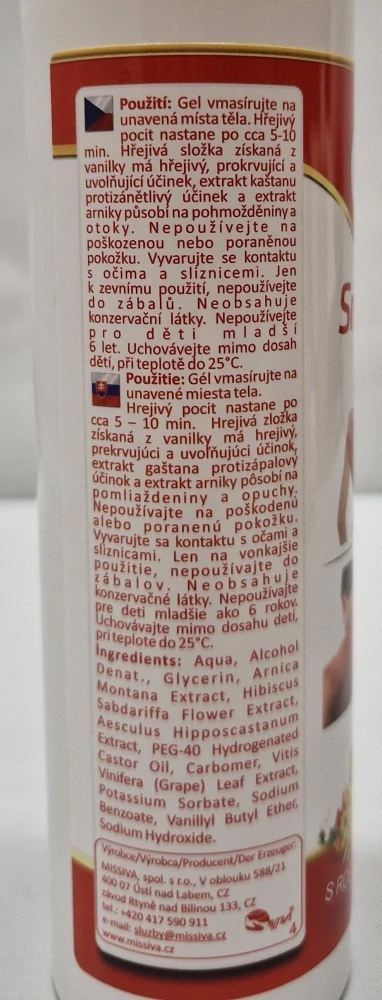 Použití: Gel vmasírujte na
unavená místa těla. Hřejivý
pocit nastane po cca 5-10
min. Hřejivá složka získaná z
vanilky má hřejivý, prokrvující a
uvolňující účinek, extrakt kaštanu
protizánětlivý účinek a extrakt
arniky působí na pohmožděniny a
otoky. Nepoužívejte na
poškozenou nebo poraněnou
pokožku. Vyvarujte se kontaktu
s očima a sliznicemi. Jen
k zevnímu použití, nepoužívejte
do zábalů. Neobsahuje
konzervační látky. Nepoužívejte
pro děti mladší
6 let. Uchovávejte mimo dosah
dětí, při teplotě do 25°C.
Použitie: Gél vmasírujte na
unavené miesta tela.
Hrejivý pocit nastane po
cca 5 – 10 min. Hrejivá zložka
získaná z vanilky má hrejivý,
prekrvujúci a uvoľňujúci účinok,
extrakt gaštana protizápalový
účinok a extrakt arniky pôsobí na
pomliaždeniny a opuchy.
Nepoužívajte na poškodenú
alebo poranenú pokožku.
Vyvarujte sa kontaktu s očami a
sliznicami. Len na vonkajšie
použitie, nepoužívajte do
zábalov. Neobsahuje
konzervačné látky. Nepoužívajte
pre deti mladšie ako 6 rokov.
Uchovávajte mimo dosahu detí,
pri teplote do 25°C.
Ingredients: Aqua, Alcohol
Denat., Glycerin, Arnica
Montana Extract, Hibiscus
Sabdariffa Flower Extract,
Aesculus Hipposcastanum
Extract, PEG-40 Hydrogenated
Castor Oil, Carbomer, Vitis
Vinifera (Grape) Leaf Extract,
Potassium Sorbate, Sodium
Benzoate, Vanillyl Butyl Ether,
Sodium Hydroxide.
Výrobce/Výrobca/Producent/Der Erzeuger:
MISSIVA, spol. s r.o., V oblouku 588/21
400 07 Ústí nad Labem, CZ
závod Rtyně nad Bílinou 133, CZ
tel.: +420 417 590 911
e-mail: sluzby@missiva.cz
www.missiva.cz
4